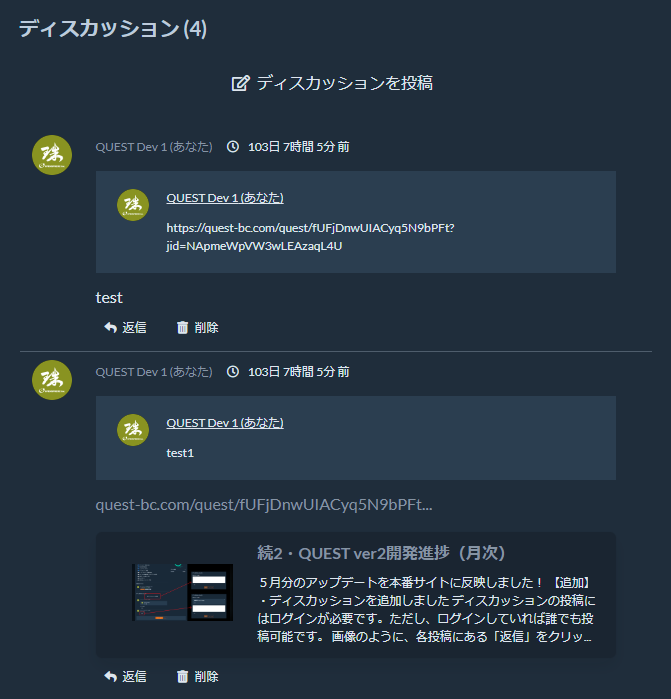 ディスカッション (4)
ディスカッションを投稿
QUEST Dev 1 (あなた) 103日 7時間 5分 前
QUEST Dev 1 (あなた)
https://quest-bc.com/quest/fUFjDnwUIACyq5N9bPFt?
jid=NApmeWpVW3wLEAzaqL4U
test
返信 削除
QUEST Dev 1 (あなた) 103日 7時間 5分 前
QUEST Dev 1 (あなた)
test1
quest-bc.com/quest/fUFjDnwUIACyq5N9bPFt...
続2・QUEST ver2開発進捗（月次）
５月分のアップデートを本番サイトに反映しました！ 【追加】
・ディスカッションを追加しました ディスカッションの投稿に
はログインが必要です。ただし、ログインしていれば誰でも投
稿可能です。 画像のように、各投稿にある「返信」をクリッ...
返信 削除